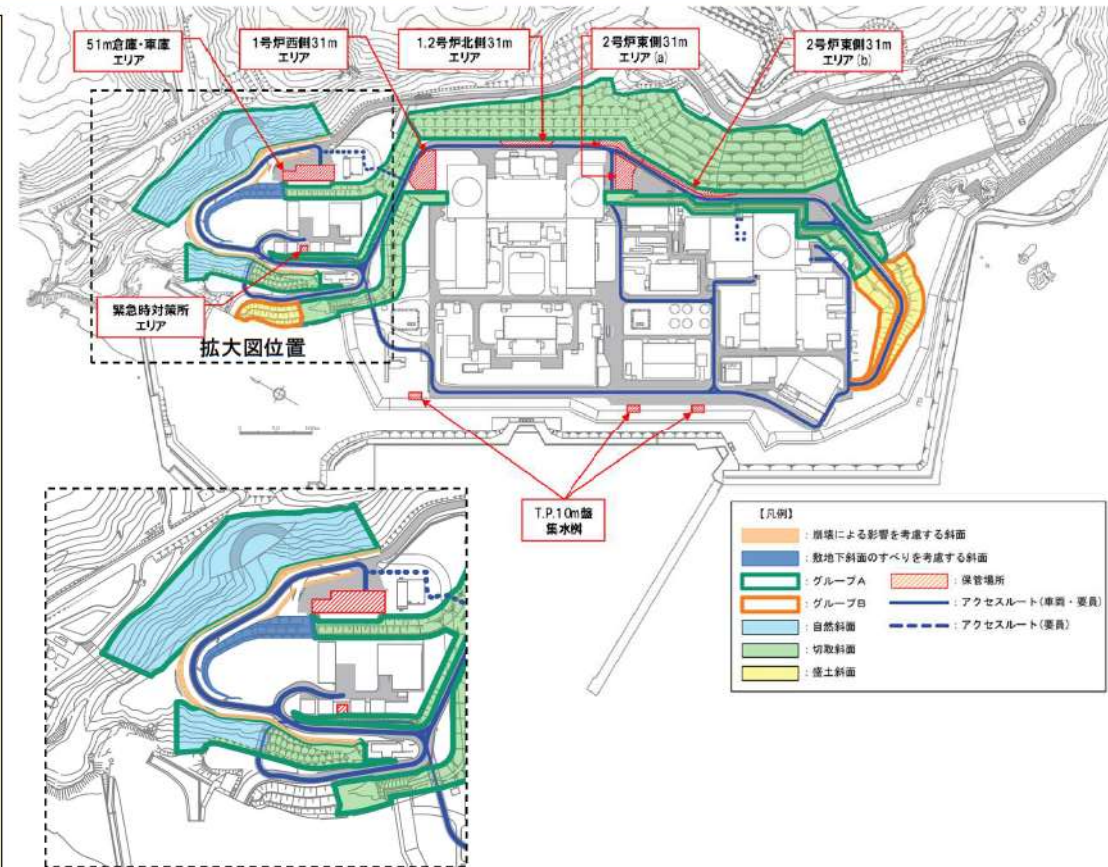 51m倉庫・車庫
エリア
1号炉西側31m
エリア
1,2号炉北側31m
エリア
2号炉東側31m
エリア(a)
2号炉東側31m
エリア(b)
緊急時対策所
エリア
拡大図位置
T.P.10m盤
集水桝
【凡例】
：崩壊による影響を考慮する斜面
：敷地下斜面のすべりを考慮する斜面
：グループA
：保管場所
：グループB
：アクセスルート(車両・要員)
：自然斜面
：アクセスルート(要員)
：切取斜面
：盛土斜面